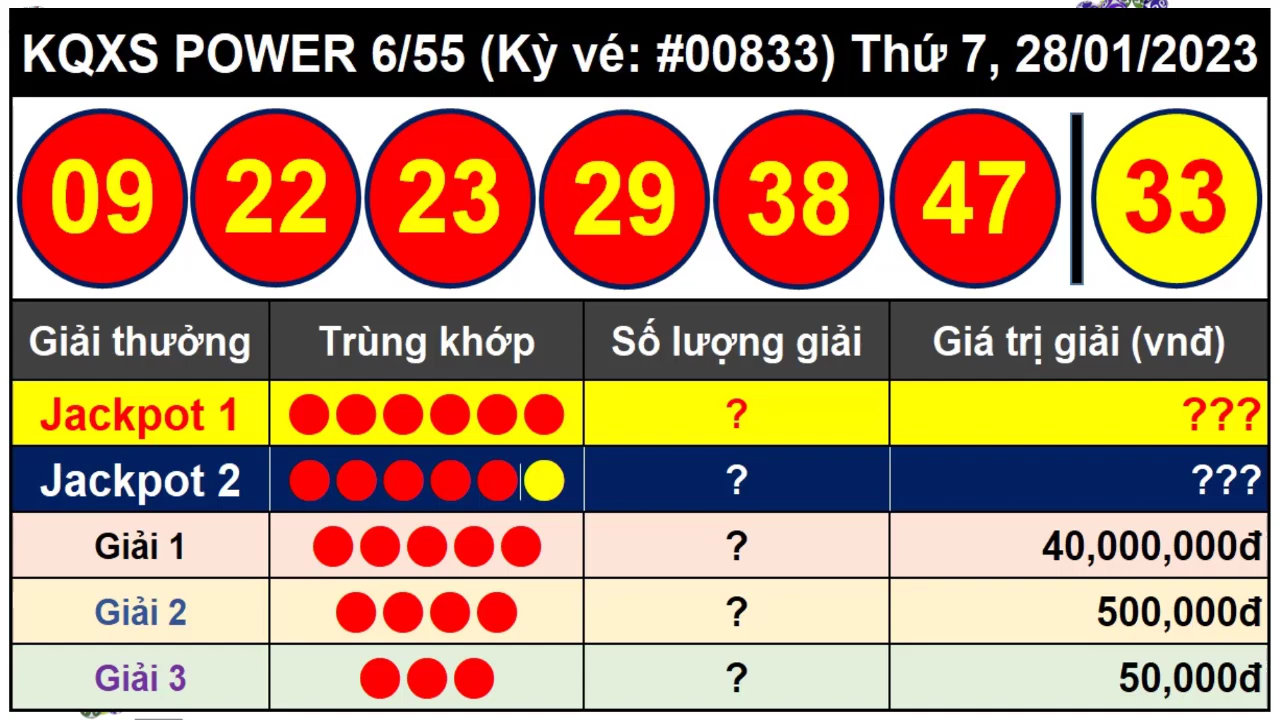 KQXS POWER 6/55 (Kỳ vé: #00833) Thứ 7, 28/01/2023
09 22 23 29 38 47 33
Giải thưởng Trùng khớp Số lượng giải Giá trị giải (vnđ)
Jackpot 1 ? ???
Jackpot 2 ? ???
Giải 1 ? 40,000,000đ
Giải 2 ? 500,000đ
Giải 3 ? 50,000đ